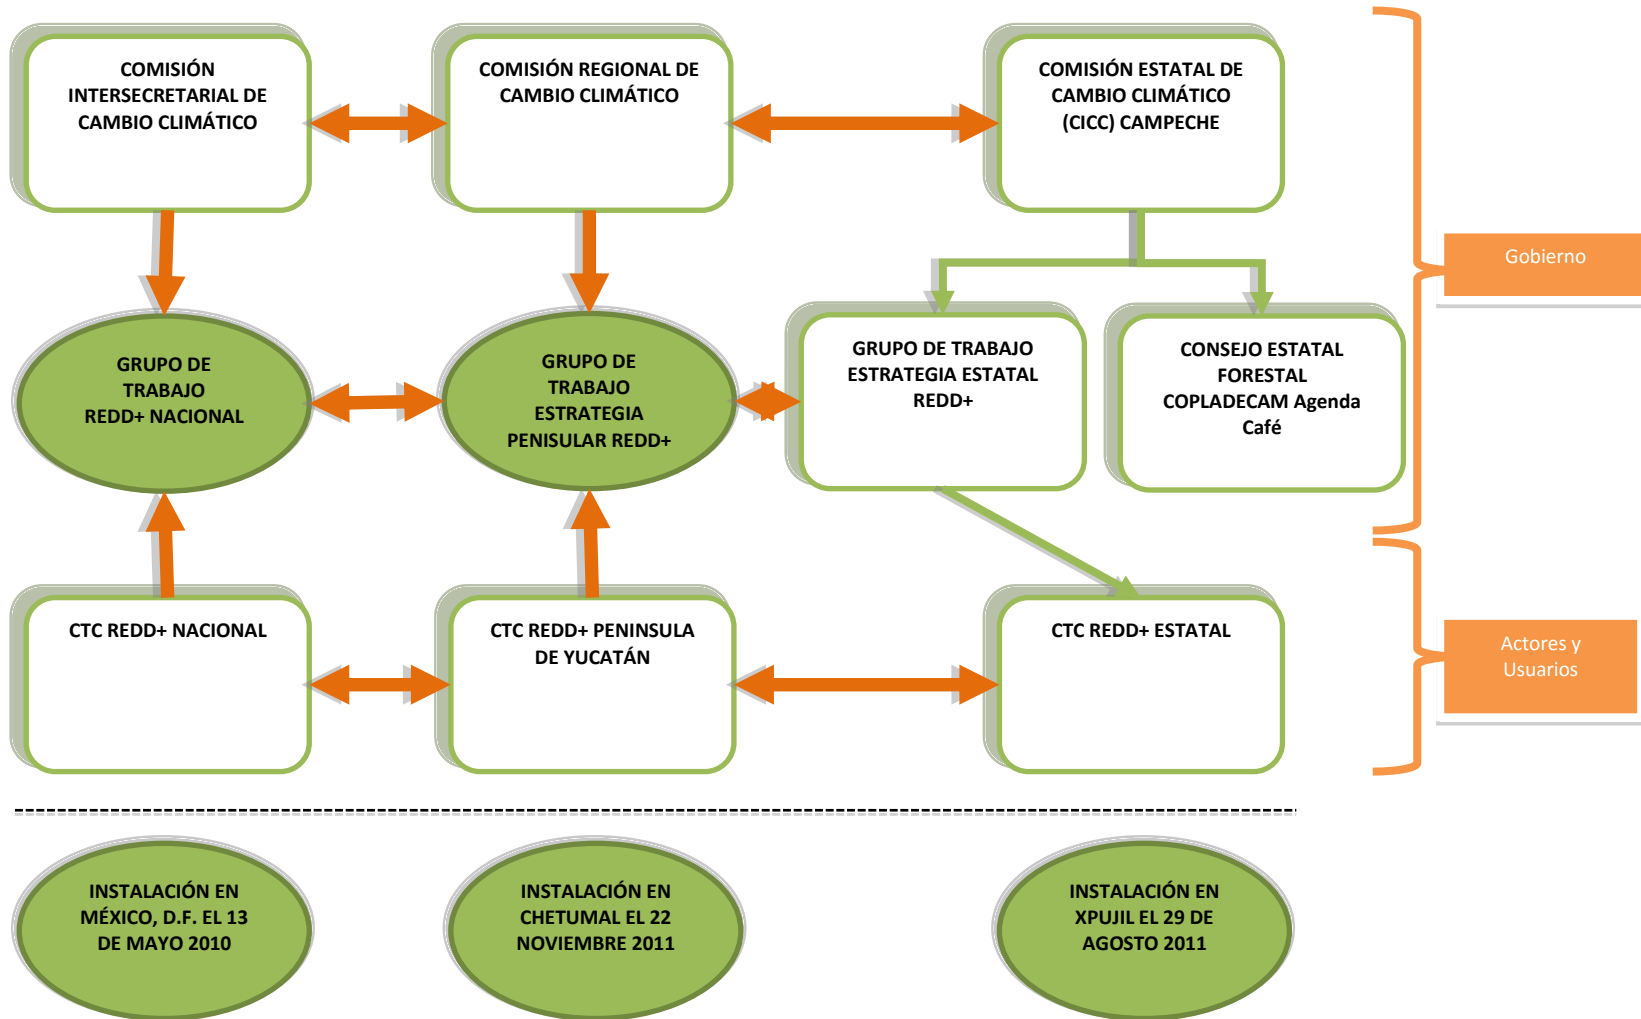 COMISIÓN
INTERSECRETARIAL DE
CAMBIO CLIMÁTICO
COMISIÓN REGIONAL DE
CAMBIO CLIMÁTICO
COMISIÓN ESTATAL DE
CAMBIO CLIMÁTICO
(CICC) CAMPECHE
Gobierno
GRUPO DE
TRABAJO
REDD+ NACIONAL
GRUPO DE
TRABAJO
ESTRATEGIA
PENISULAR REDD+
GRUPO DE TRABAJO
ESTRATEGIA ESTATAL
REDD+
CONSEJO ESTATAL
FORESTAL
COPLADECAM Agenda
Café
CTC REDD+ NACIONAL
CTC REDD+ PENINSULA
DE YUCATÁN
CTC REDD+ ESTATAL
Actores y
Usuarios
INSTALACIÓN EN
MÉXICO, D.F. EL 13
DE MAYO 2010
INSTALACIÓN EN
CHETUMAL EL 22
NOVIEMBRE 2011
INSTALACIÓN EN
XPUJIL EL 29 DE
AGOSTO 2011